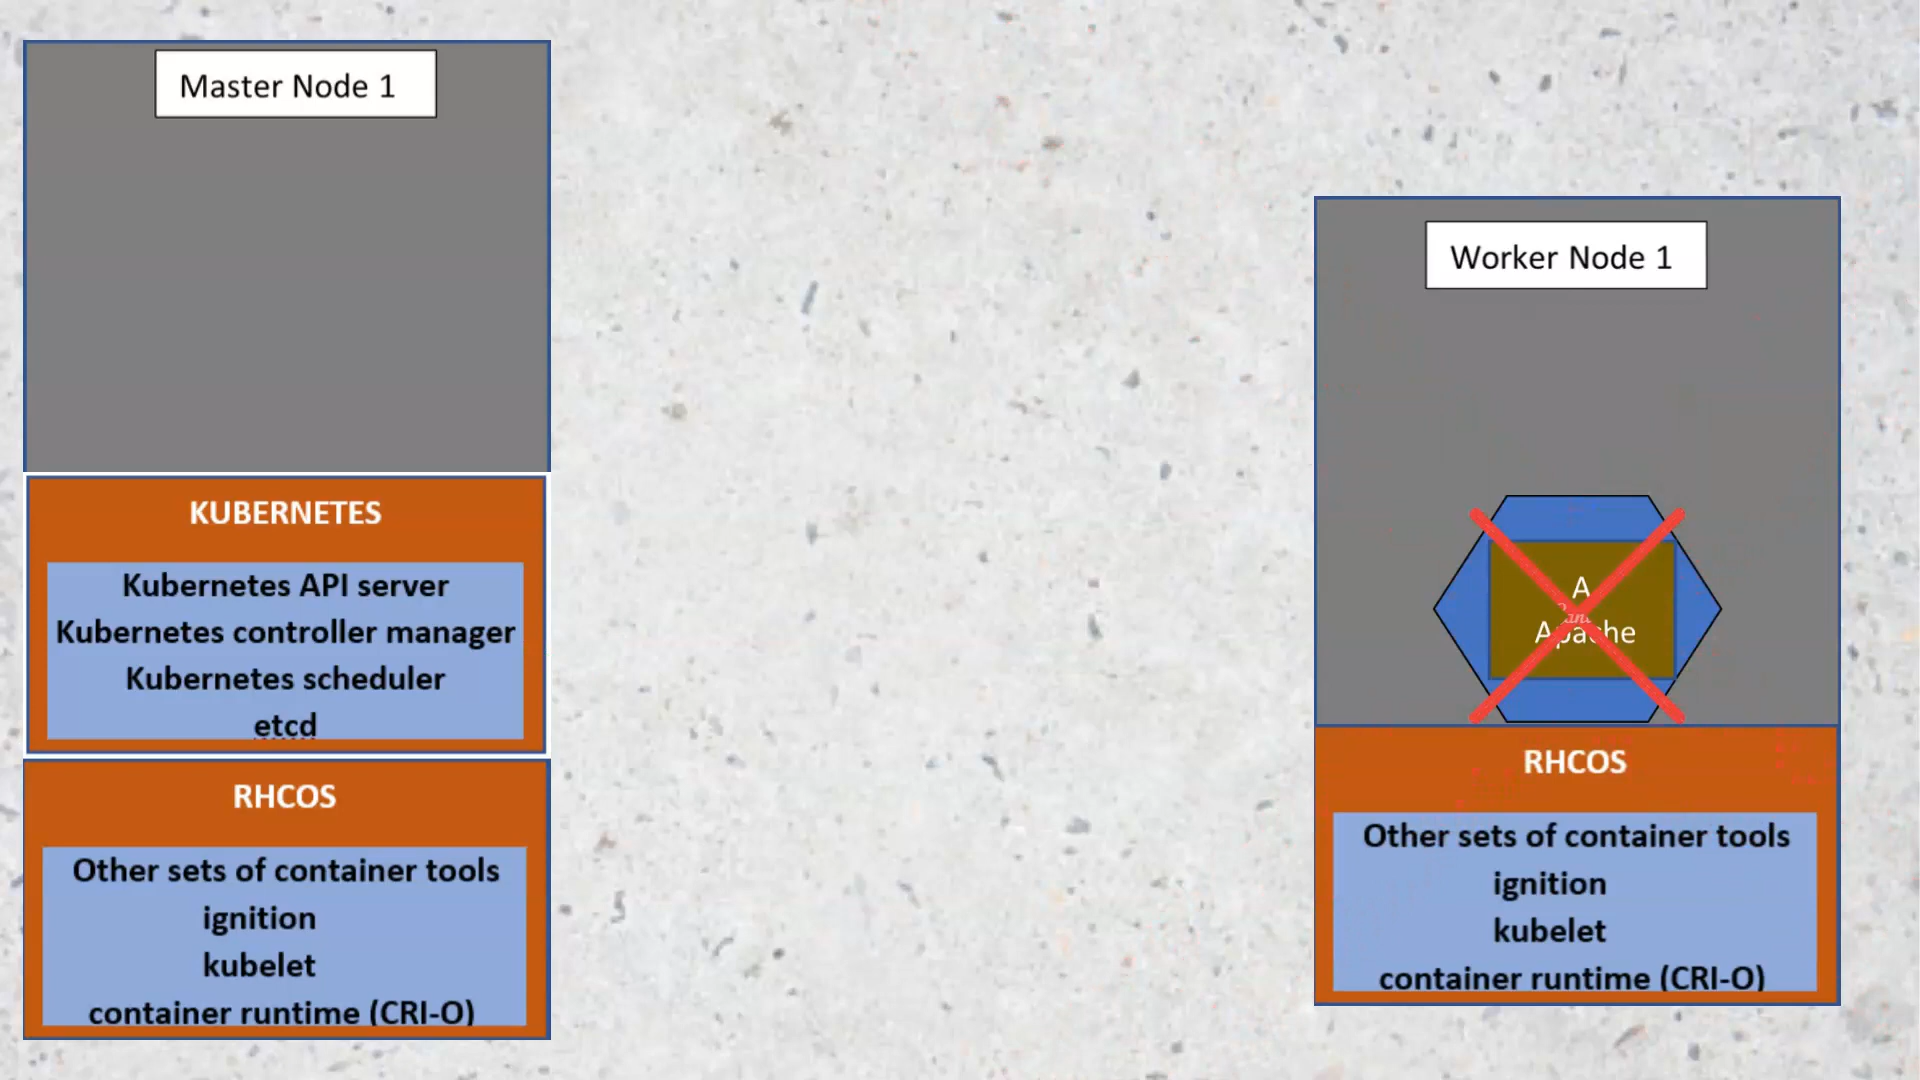 Master Node 1
KUBERNETES
Kubernetes API server
Kubernetes controller manager
Kubernetes scheduler
etcd
RHCOS
Other sets of container tools
ignition
kubelet
container runtime (CRI-O)
Worker Node 1
A
Apache
RHCOS
Other sets of container tools
ignition
kubelet
container runtime (CRI-O)